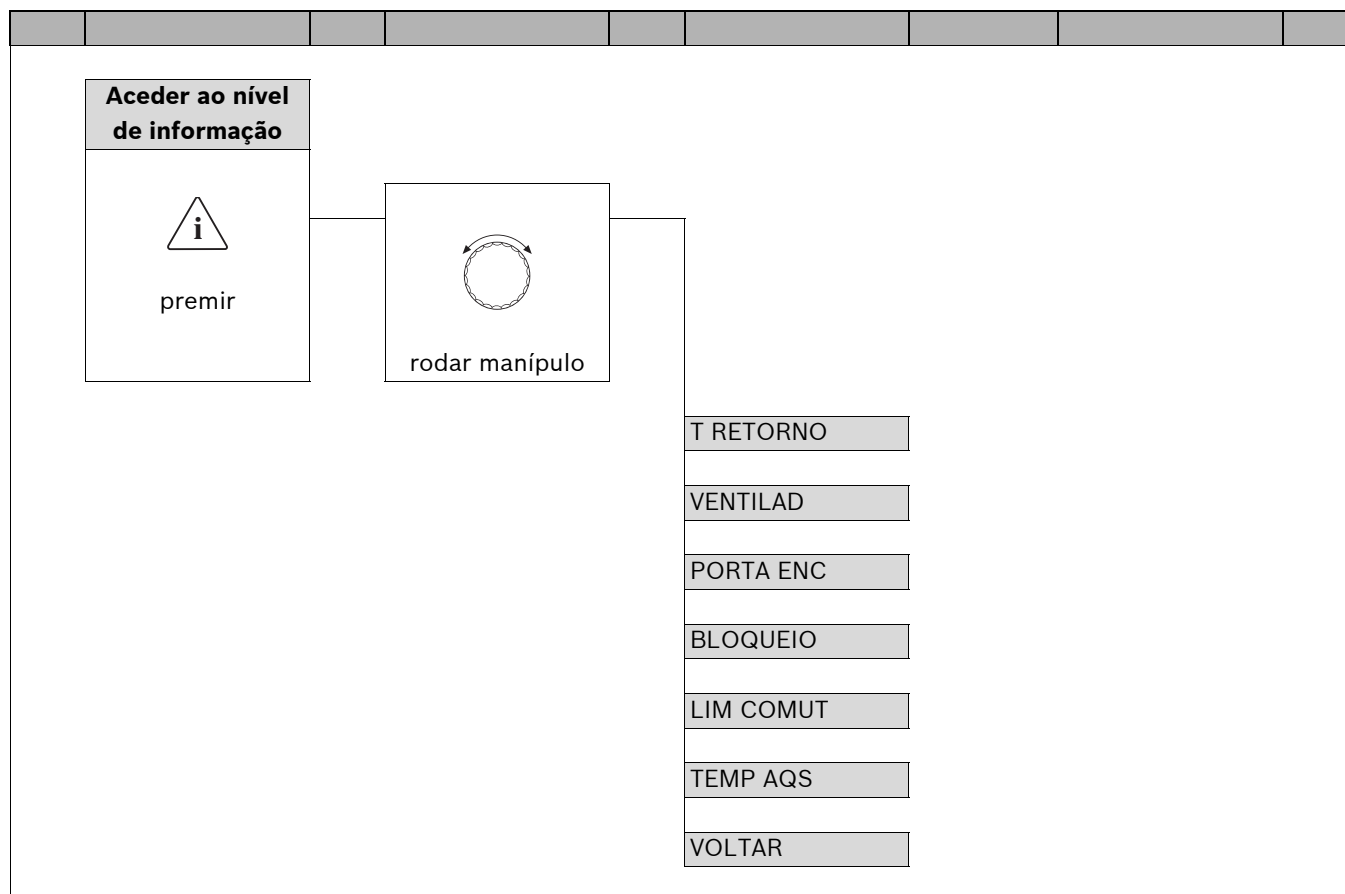 Aceder ao nível
de informação
i
premir
rodar manípulo
T RETORNO
VENTILAD
PORTA ENC
BLOQUEIO
LIM COMUT
TEMP AQS
VOLTAR